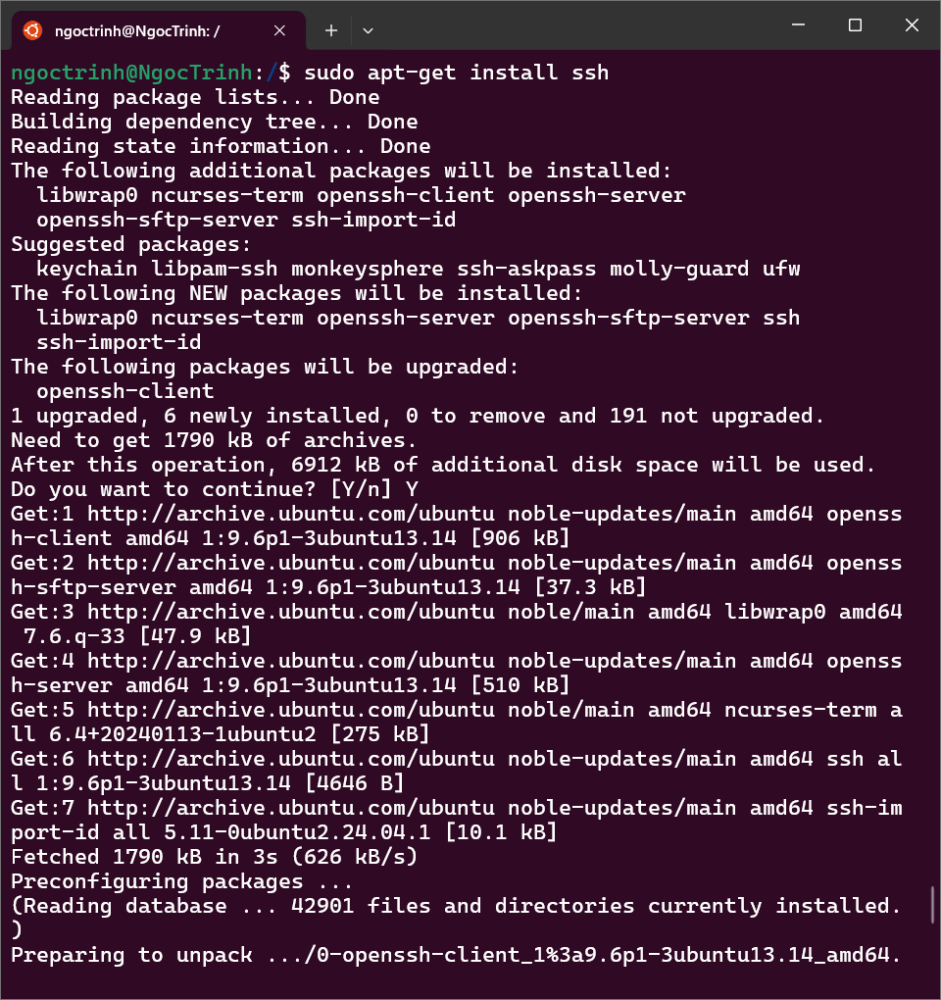 ngoctrinh@NgocTrinh: /
ngoctrinh@NgocTrinh:/$ sudo apt-get install ssh
Reading package lists... Done
Building dependency tree... Done
Reading state information... Done
The following additional packages will be installed:
  libwrap0 ncurses-term openssh-client openssh-server
  openssh-sftp-server ssh-import-id
Suggested packages:
  keychain libpam-ssh monkeysphere ssh-askpass molly-guard ufw
The following NEW packages will be installed:
  libwrap0 ncurses-term openssh-server openssh-sftp-server ssh
  ssh-import-id
The following packages will be upgraded:
  openssh-client
1 upgraded, 6 newly installed, 0 to remove and 191 not upgraded.
Need to get 1790 kB of archives.
After this operation, 6912 kB of additional disk space will be used.
Do you want to continue? [Y/n] Y
Get:1 http://archive.ubuntu.com/ubuntu noble-updates/main amd64 openss
h-client amd64 1:9.6p1-3ubuntu13.14 [906 kB]
Get:2 http://archive.ubuntu.com/ubuntu noble-updates/main amd64 openss
h-sftp-server amd64 1:9.6p1-3ubuntu13.14 [37.3 kB]
Get:3 http://archive.ubuntu.com/ubuntu noble/main amd64 libwrap0 amd64
 7.6.q-33 [47.9 kB]
Get:4 http://archive.ubuntu.com/ubuntu noble-updates/main amd64 openss
h-server amd64 1:9.6p1-3ubuntu13.14 [510 kB]
Get:5 http://archive.ubuntu.com/ubuntu noble/main amd64 ncurses-term a
ll 6.4+20240113-1ubuntu2 [275 kB]
Get:6 http://archive.ubuntu.com/ubuntu noble-updates/main amd64 ssh al
l 1:9.6p1-3ubuntu13.14 [4646 B]
Get:7 http://archive.ubuntu.com/ubuntu noble-updates/main amd64 ssh-im
port-id all 5.11-0ubuntu2.24.04.1 [10.1 kB]
Fetched 1790 kB in 3s (626 kB/s)
Preconfiguring packages ...
(Reading database ... 42901 files and directories currently installed.
)
Preparing to unpack .../0-openssh-client_1%3a9.6p1-3ubuntu13.14_amd64.